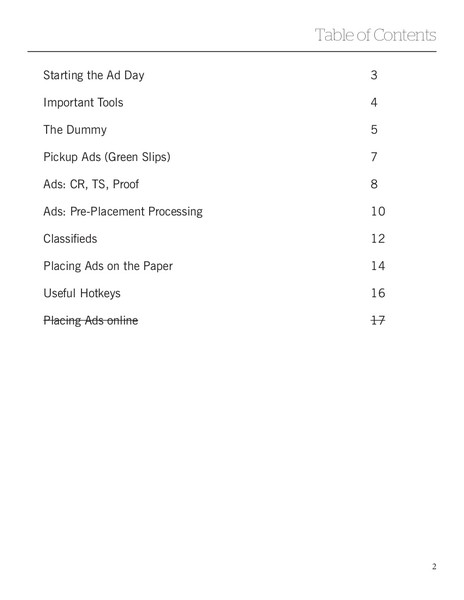 Table of Contents
Starting the Ad Day 3
Important Tools 4
The Dummy 5
Pickup Ads (Green Slips) 7
Ads: CR, TS, Proof 8
Ads: Pre-Placement Processing 10
Classifieds 12
Placing Ads on the Paper 14
Useful Hotkeys 16
Placing Ads online 17
2